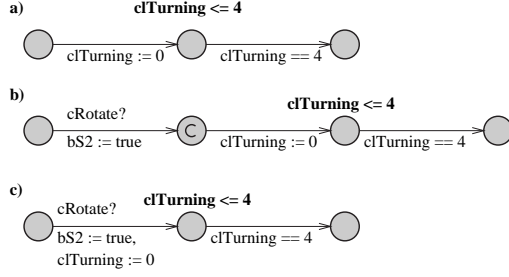 a)
clTurning <= 4
clTurning := 0
clTurning == 4
b)
cRotate?
bS2 := true
C
clTurning := 0
clTurning <= 4
clTurning == 4
c)
cRotate?
bS2 := true,
clTurning := 0
clTurning <= 4
clTurning == 4